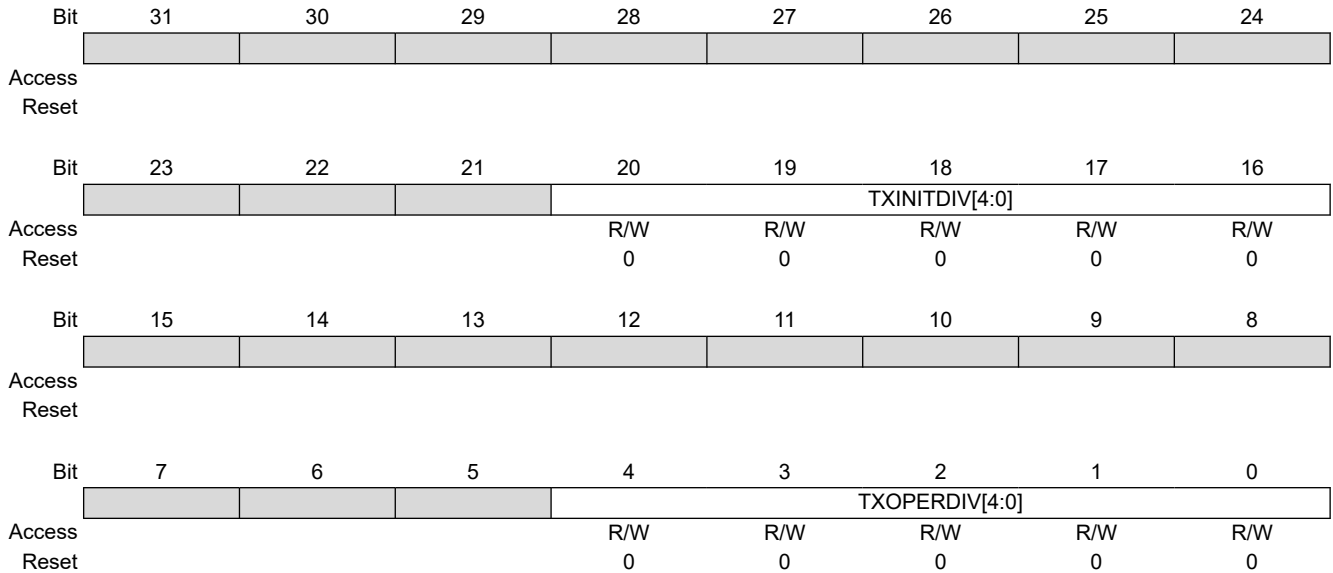 Bit 31 30 29 28 27 26 25 24
Access
Reset
Bit 23 22 21 20 19 18 17 16
TXINITDIV[4:0]
Access R/W R/W R/W R/W R/W
Reset 0 0 0 0 0
Bit 15 14 13 12 11 10 9 8
Access
Reset
Bit 7 6 5 4 3 2 1 0
TXOPERDIV[4:0]
Access R/W R/W R/W R/W R/W
Reset 0 0 0 0 0